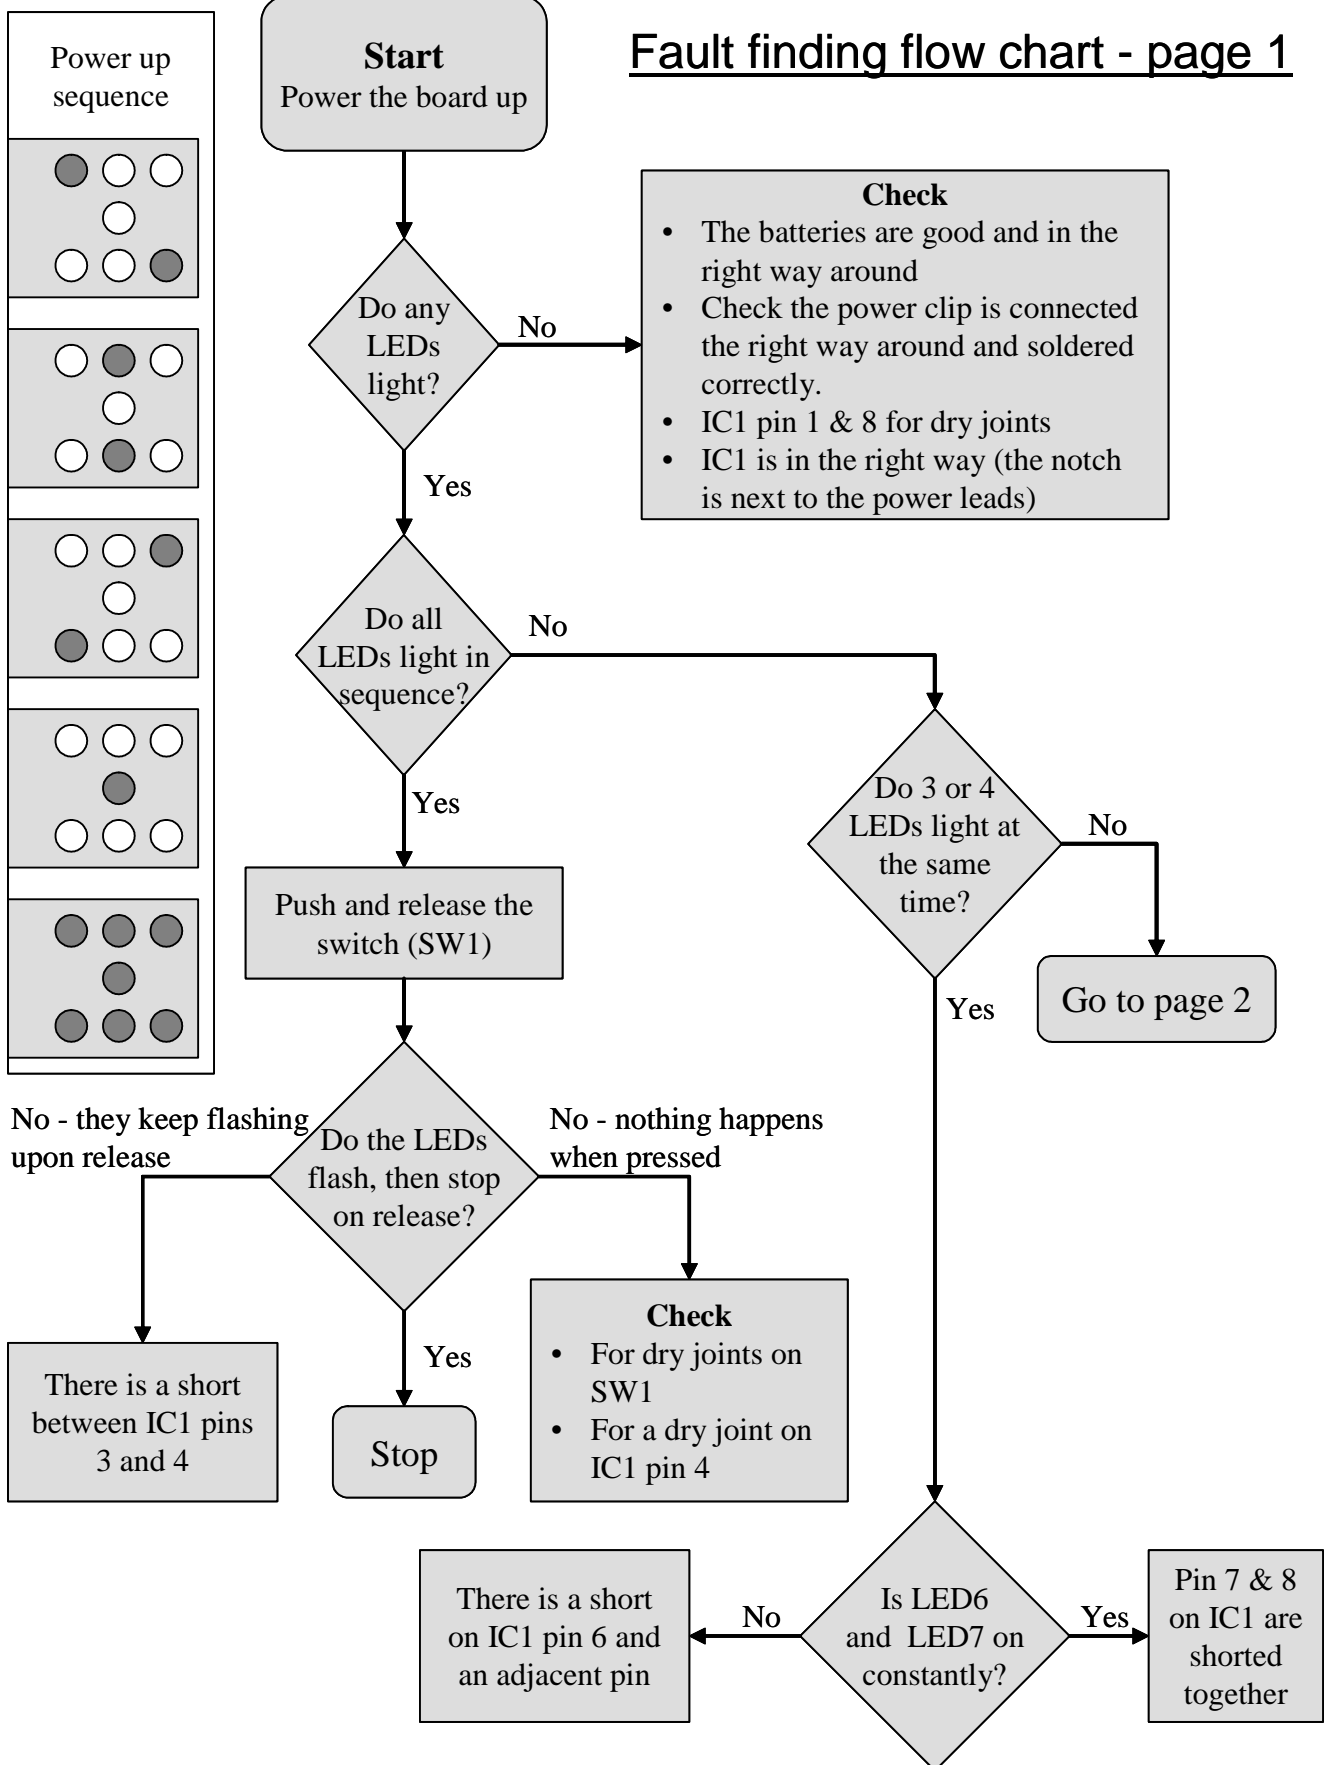 Fault finding flow chart - page 1
Power up
sequence
Start
Power the board up
Do any
LEDs
light?
No
Check
• The batteries are good and in the
right way around
• Check the power clip is connected
the right way around and soldered
correctly.
• IC1 pin 1 & 8 for dry joints
• IC1 is in the right way (the notch
is next to the power leads)
Yes
Do all
LEDs light in
sequence?
No
Yes
Do 3 or 4
LEDs light at
the same
time?
No
Go to page 2
Yes
Push and release the
switch (SW1)
Do the LEDs
flash, then stop
on release?
No - they keep flashing
upon release
No - nothing happens
when pressed
There is a short
between IC1 pins
3 and 4
Yes
Stop
Check
• For dry joints on
SW1
• For a dry joint on
IC1 pin 4
Is LED6
and LED7 on
constantly?
No
There is a short
on IC1 pin 6 and
an adjacent pin
Yes
Pin 7 & 8
on IC1 are
shorted
together